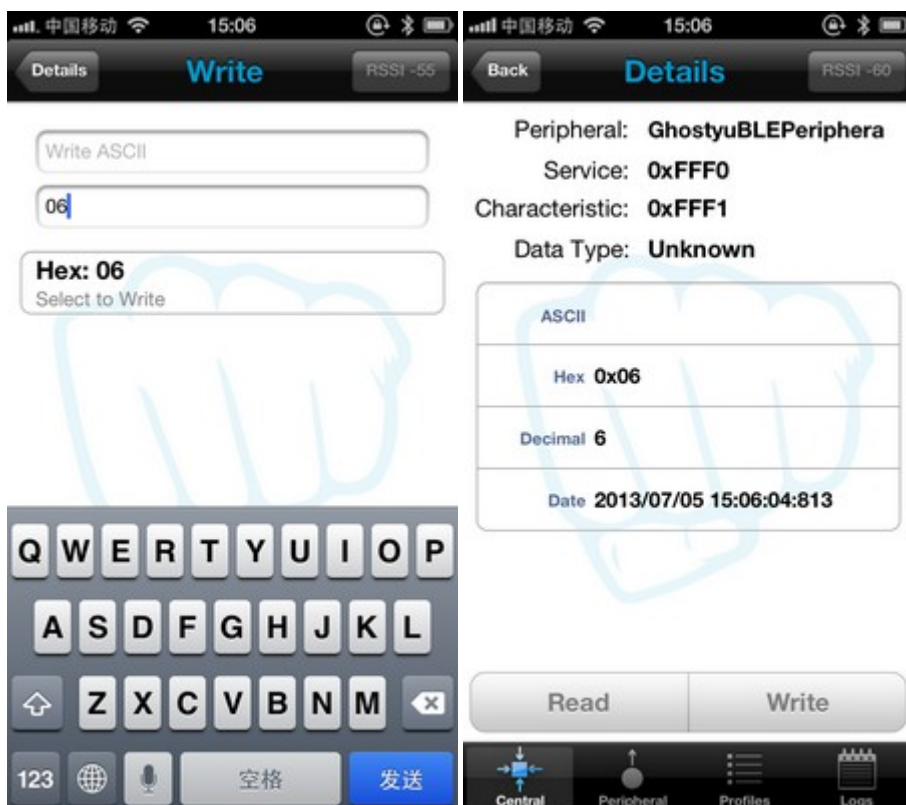 中国移动 15:06
Details Write RSSI -55
Write ASCII
06
Hex: 06
Select to Write
Q W E R T Y U I O P
A S D F G H J K L
Z X C V B N M
123 空格 发送
中国移动 15:06
Back Details RSSI -60
Peripheral: GhostyuBLEPeriphera
Service: 0xFFF0
Characteristic: 0xFFF1
Data Type: Unknown
ASCII
Hex 0x06
Decimal 6
Date 2013/07/05 15:06:04:813
Read Write
Central Peripheral Profiles Logs